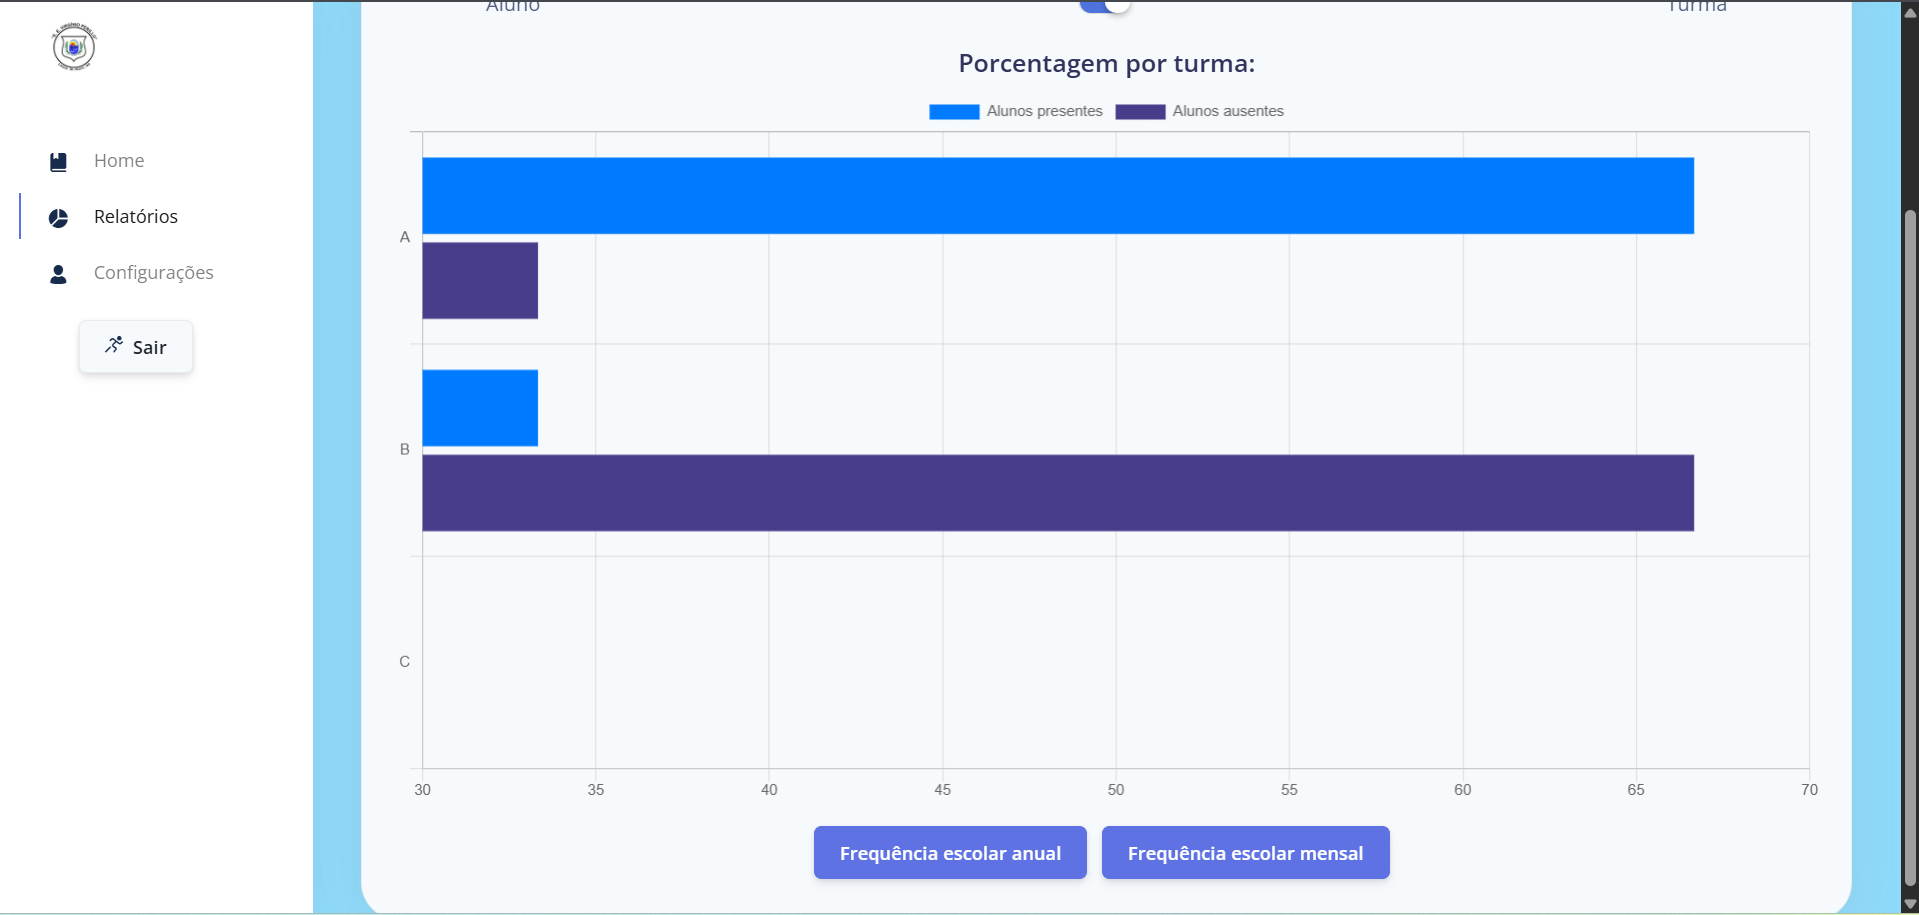 Aluno
Turma
Home
Relatórios
Configurações
Sair
Porcentagem por turma:
Alunos presentes
Alunos ausentes
A
B
C
30 35 40 45 50 55 60 65 70
Frequência escolar anual
Frequência escolar mensal